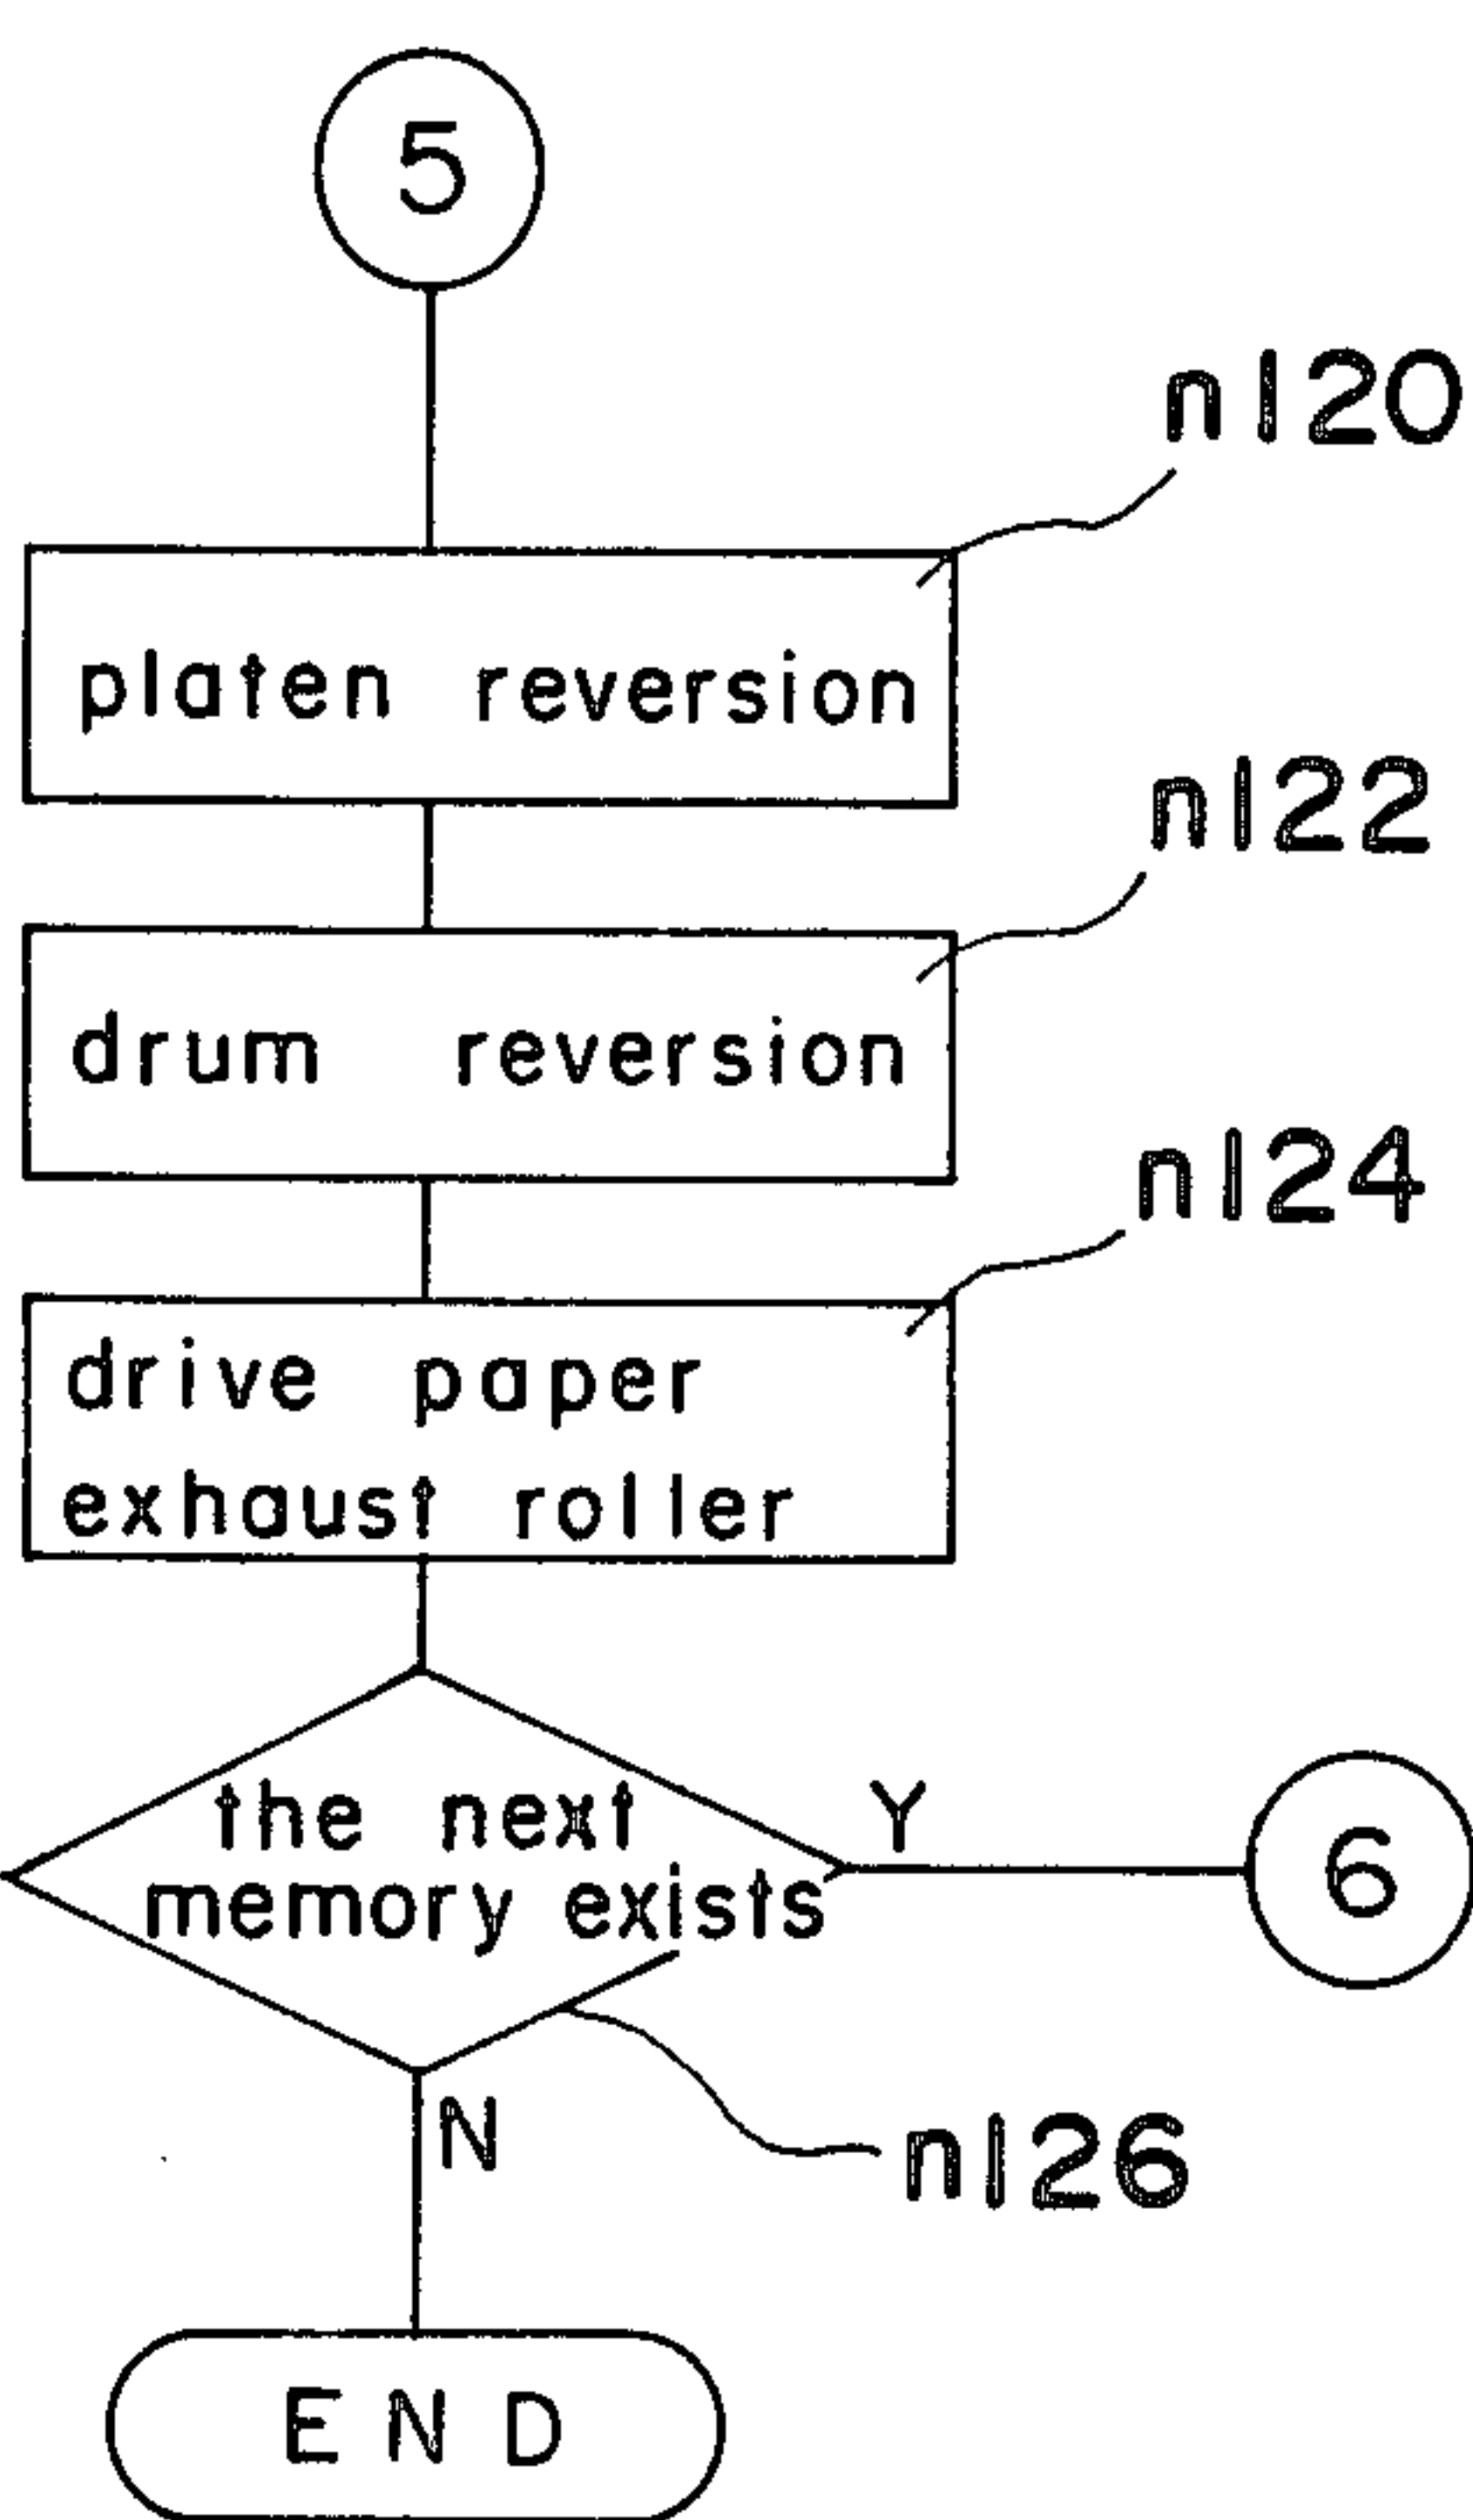 5
n120
platen reversion
n122
drum reversion
n124
drive paper
exhaust roller
the next
memory exists
Y
6
N
n126
END